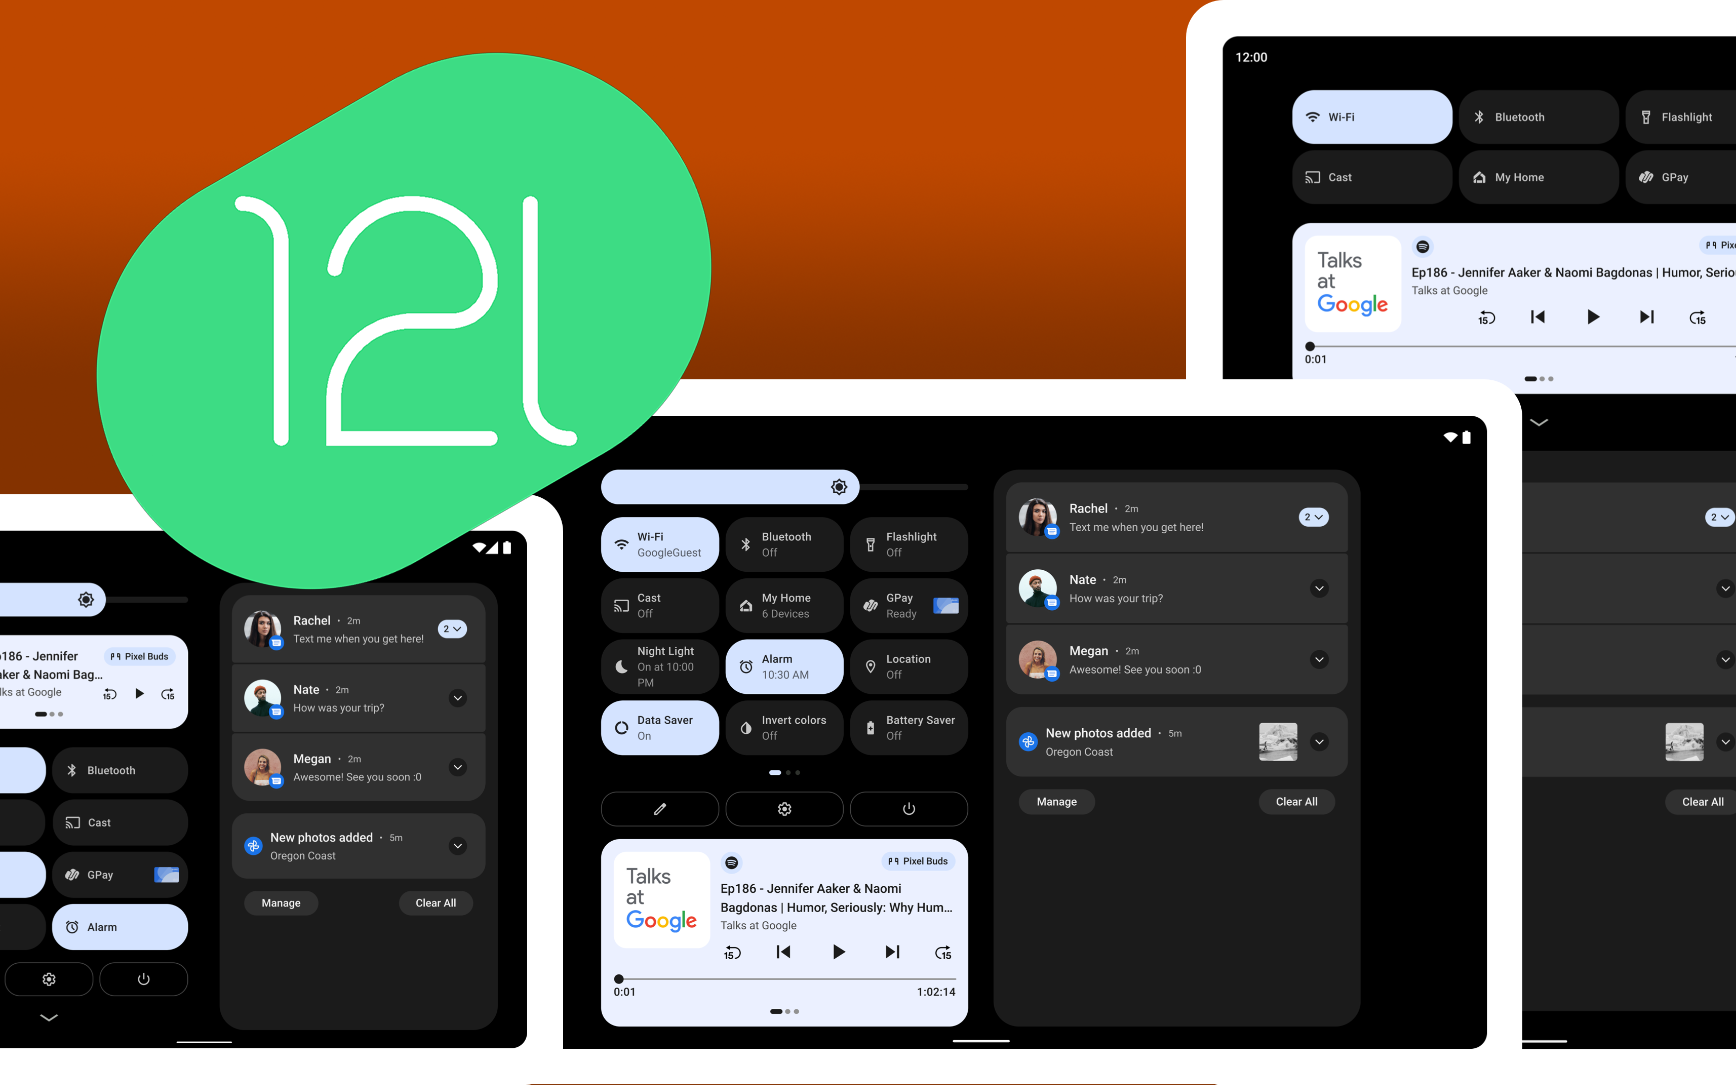 12L
12:00
Wi-Fi
Bluetooth
Flashlight
Cast
My Home
GPay
Talks
at
Google
Pix
Ep186 - Jennifer Aaker & Naomi Bagdonas | Humor, Serio
Talks at Google
15
15
0:01
Rachel · 2m
Text me when you get here!
2
Nate · 2m
How was your trip?
Megan · 2m
Awesome! See you soon :0
New photos added · 5m
Oregon Coast
Manage
Clear All
186 - Jennifer
Pixel Buds
ker & Naomi Bag...
ks at Google
15
15
Bluetooth
Cast
GPay
Alarm
Wi-Fi
GoogleGuest
Bluetooth
Off
Flashlight
Off
Cast
Off
My Home
6 Devices
GPay
Ready
Night Light
On at 10:00
PM
Alarm
10:30 AM
Location
Off
Data Saver
On
Invert colors
Off
Battery Saver
Off
Talks
at
Google
Pixel Buds
Ep186 - Jennifer Aaker & Naomi
Bagdonas | Humor, Seriously: Why Hum...
Talks at Google
15
15
0:01
1:02:14
Rachel · 2m
Text me when you get here!
2
Nate · 2m
How was your trip?
Megan · 2m
Awesome! See you soon :0
New photos added · 5m
Oregon Coast
Manage
Clear All
2
Clear All